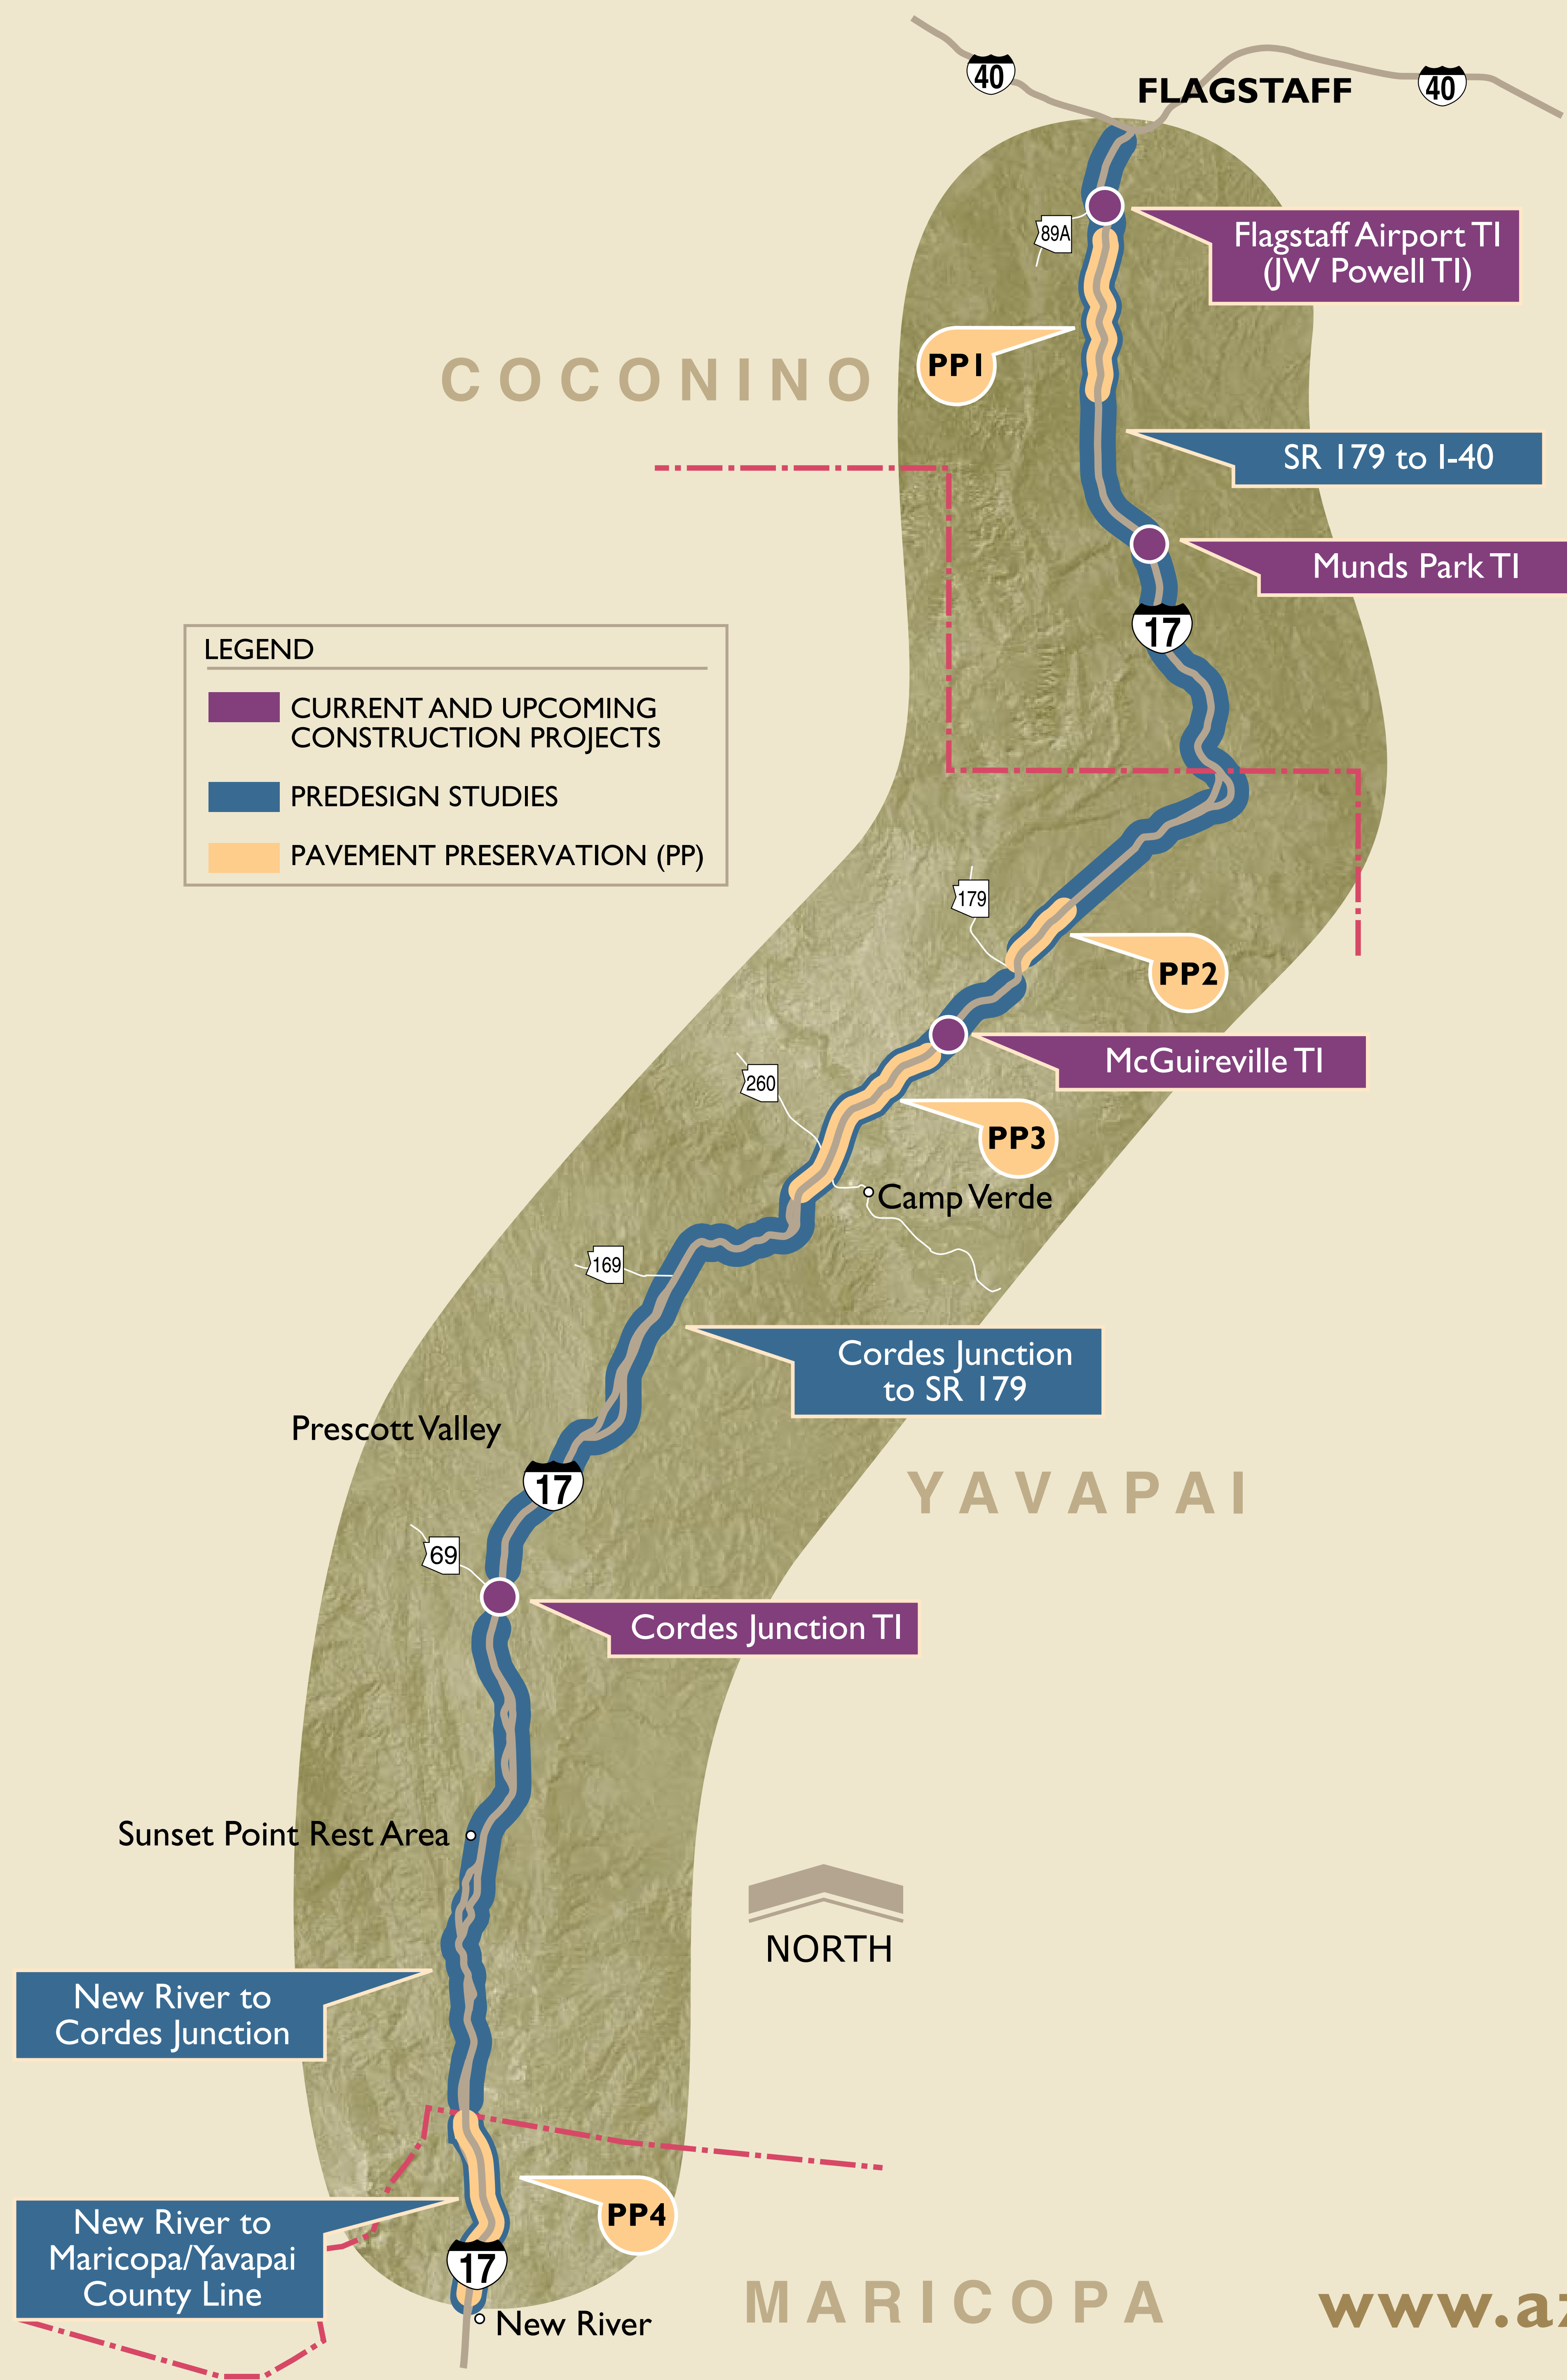 40
FLAGSTAFF
40
89A
Flagstaff Airport TI
(JW Powell TI)
PP1
COCONINO
SR 179 to I-40
Munds Park TI
17
LEGEND
CURRENT AND UPCOMING
CONSTRUCTION PROJECTS
PREDESIGN STUDIES
PAVEMENT PRESERVATION (PP)
179
PP2
McGuireville TI
260
PP3
Camp Verde
169
Cordes Junction
to SR 179
Prescott Valley
17
YAVAPAI
69
Cordes Junction TI
Sunset Point Rest Area
NORTH
New River to
Cordes Junction
PP4
New River to
Maricopa/Yavapai
County Line
17
MARICOPA
www.az
New River